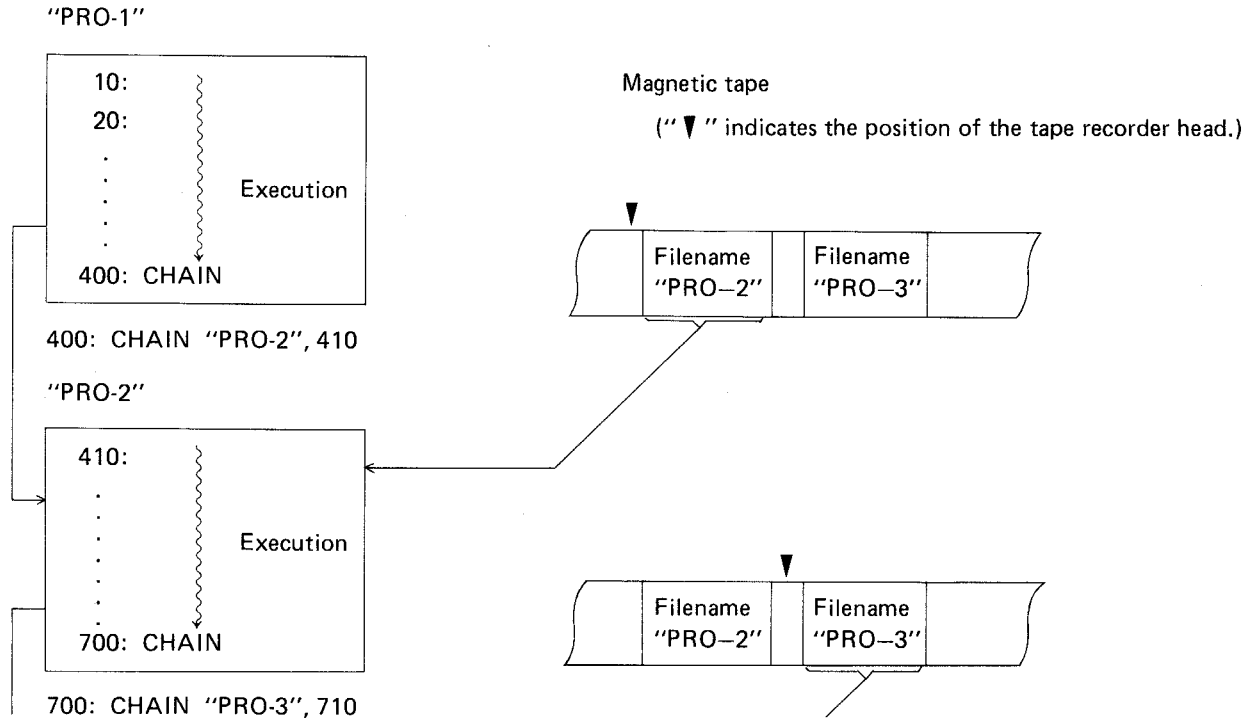 "PRO-1"
10:
20:
Execution
400: CHAIN
400: CHAIN "PRO-2", 410
Magnetic tape
("▼" indicates the position of the tape recorder head.)
Filename
"PRO—2"
Filename
"PRO—3"
"PRO-2"
410:
Execution
700: CHAIN
700: CHAIN "PRO-3", 710
Filename
"PRO—2"
Filename
"PRO—3"